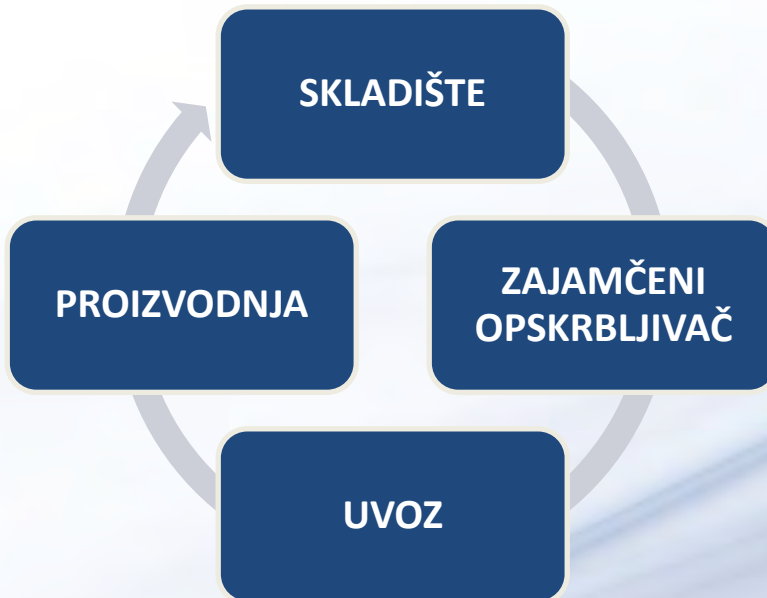 SKLADIŠTE
ZAJAMČENI
OPSKRBLJIVAČ
UVOZ
PROIZVODNJA